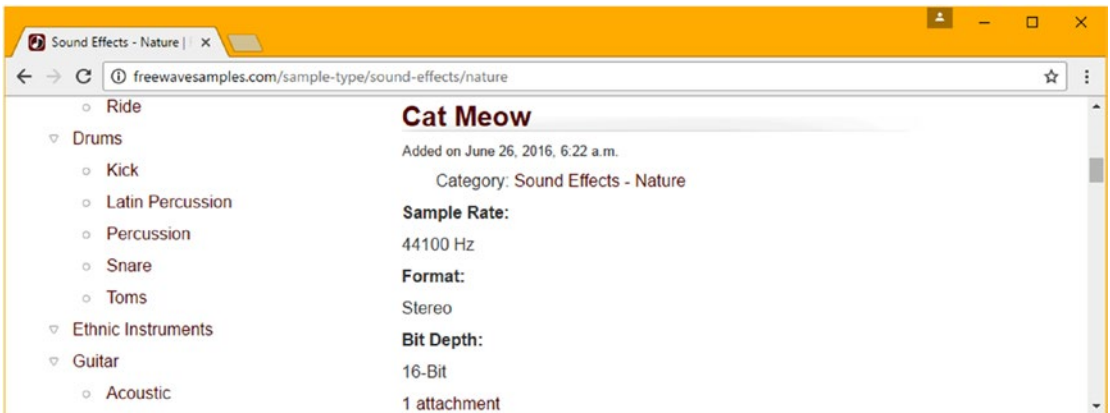 Sound Effects - Nature |
freewavesamples.com/sample-type/sound-effects/nature
Ride
Drums
Kick
Latin Percussion
Percussion
Snare
Toms
Ethnic Instruments
Guitar
Acoustic
Cat Meow
Added on June 26, 2016, 6:22 a.m.
Category: Sound Effects - Nature
Sample Rate:
44100 Hz
Format:
Stereo
Bit Depth:
16-Bit
1 attachment